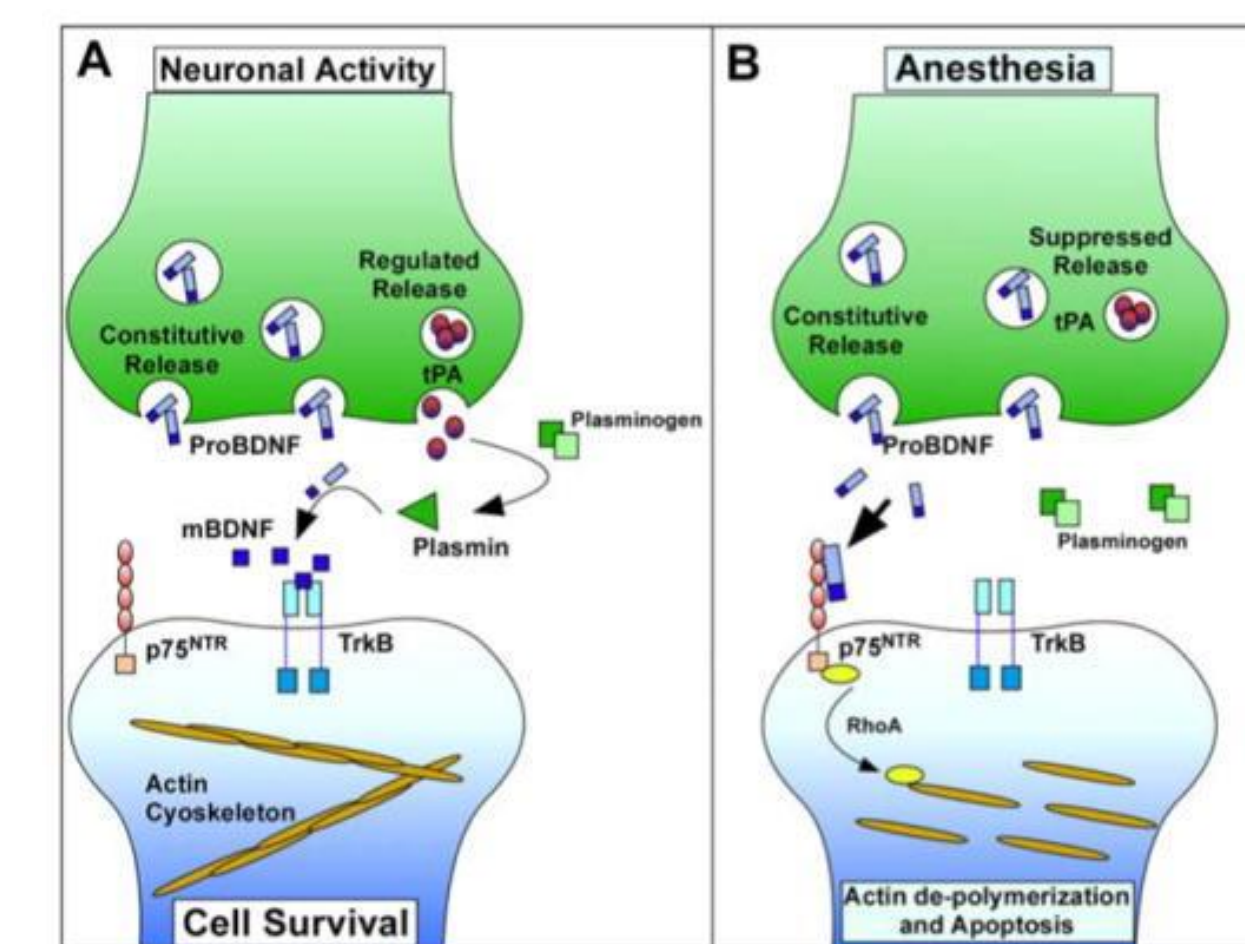 A
Neuronal Activity
Regulated
Release
Constitutive
Release
tPA
Plasminogen
ProBDNF
mBDNF
Plasmin
p75NTR
TrkB
Actin
Cyoskeleton
Cell Survival
B
Anesthesia
Suppressed
Release
Constitutive
Release
tPA
ProBDNF
Plasminogen
p75NTR
TrkB
RhoA
Actin de-polymerization
and Apoptosis